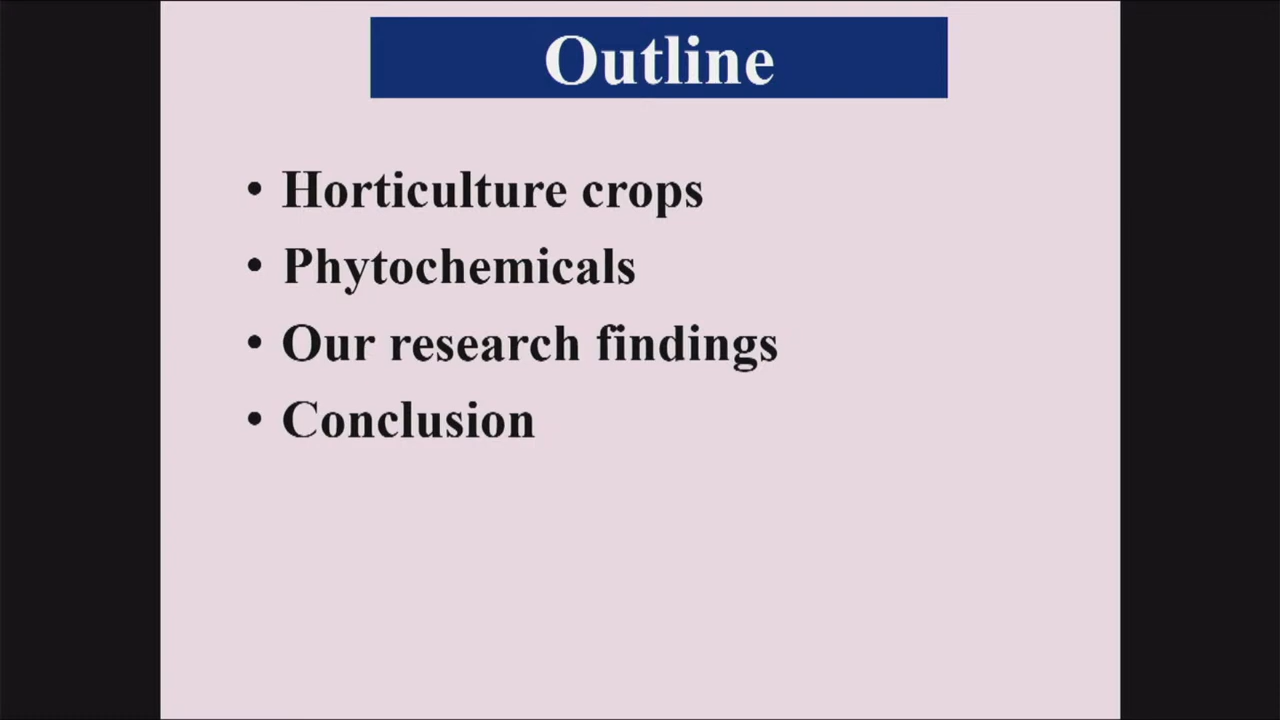 Outline
• Horticulture crops
• Phytochemicals
• Our research findings
• Conclusion